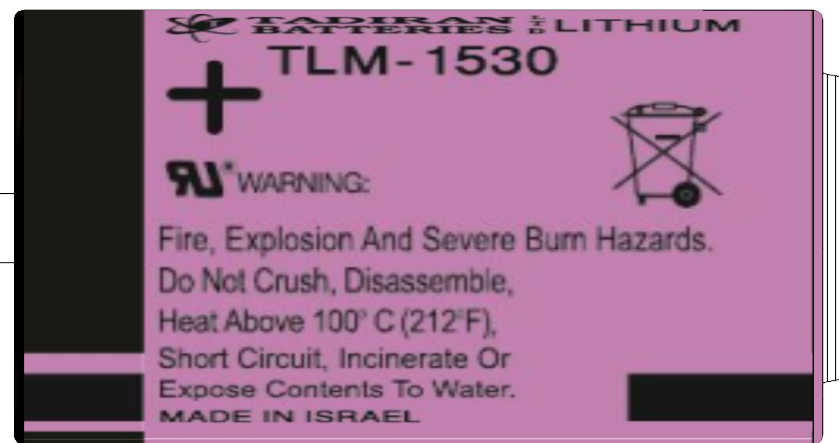 TADIRAN BATTERIES LTD LITHIUM
TLM-1530
WARNING:
Fire, Explosion And Severe Burn Hazards.
Do Not Crush, Disassemble,
Heat Above 100° C (212°F),
Short Circuit, Incinerate Or
Expose Contents To Water.
MADE IN ISRAEL